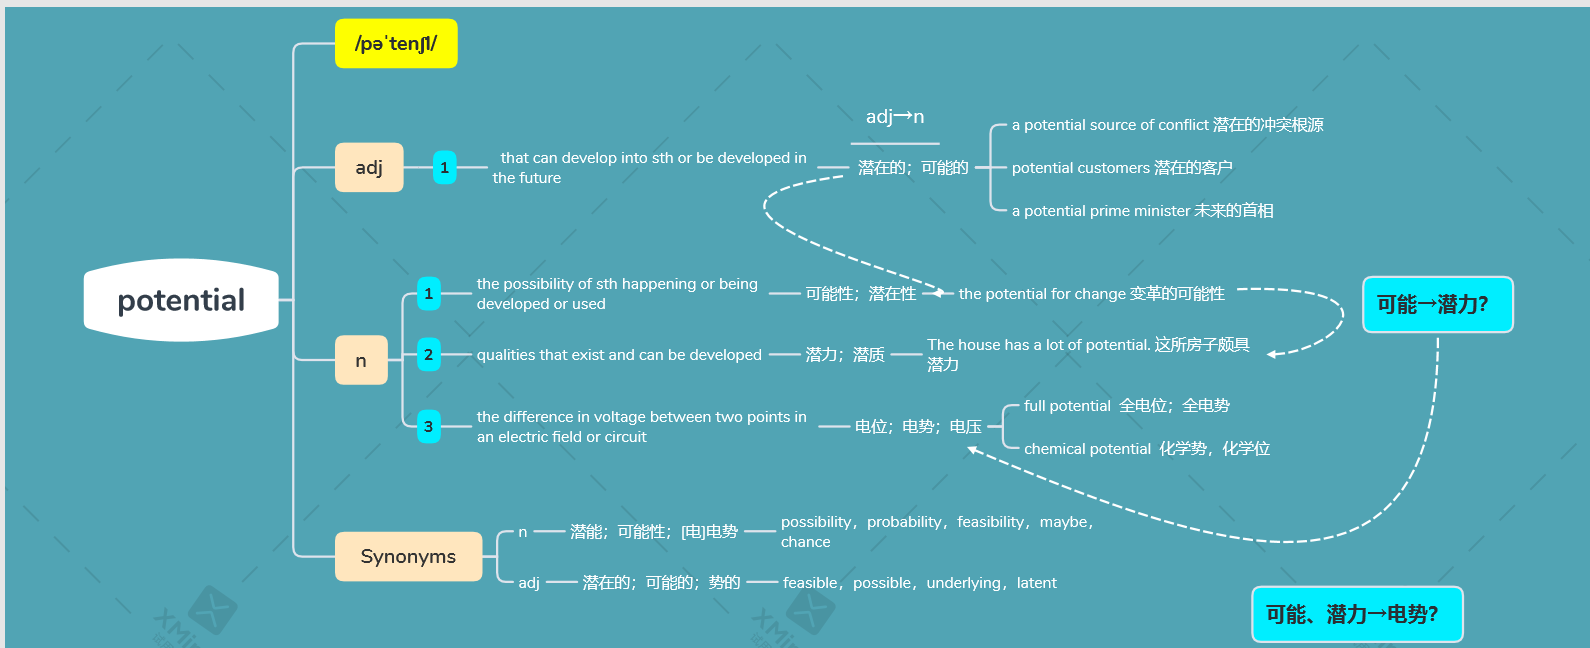 /pəˈtenʃl/
adj→n
adj
1
that can develop into sth or be developed in
the future
潜在的；可能的
a potential source of conflict 潜在的冲突根源
potential customers 潜在的客户
a potential prime minister 未来的首相
potential
n
1
the possibility of sth happening or being
developed or used
可能性；潜在性
the potential for change 变革的可能性
可能→潜力?
2
qualities that exist and can be developed
潜力；潜质
The house has a lot of potential. 这所房子颇具
潜力
3
the difference in voltage between two points in
an electric field or circuit
电位；电势；电压
full potential 全电位；全电势
chemical potential 化学势，化学位
Synonyms
n
潜能；可能性；[电]电势
possibility，probability，feasibility，maybe，
chance
adj
潜在的；可能的；势的
feasible，possible，underlying，latent
可能、潜力→电势?